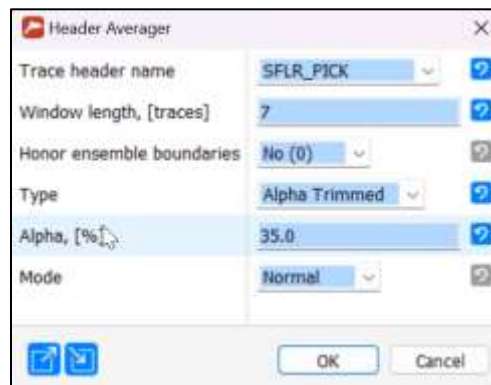 Header Averager
Trace header name SFLR_PICK
Window length, [traces] 7
Honor ensemble boundaries No (0)
Type Alpha Trimmed
Alpha, [%] 35.0
Mode Normal
OK Cancel